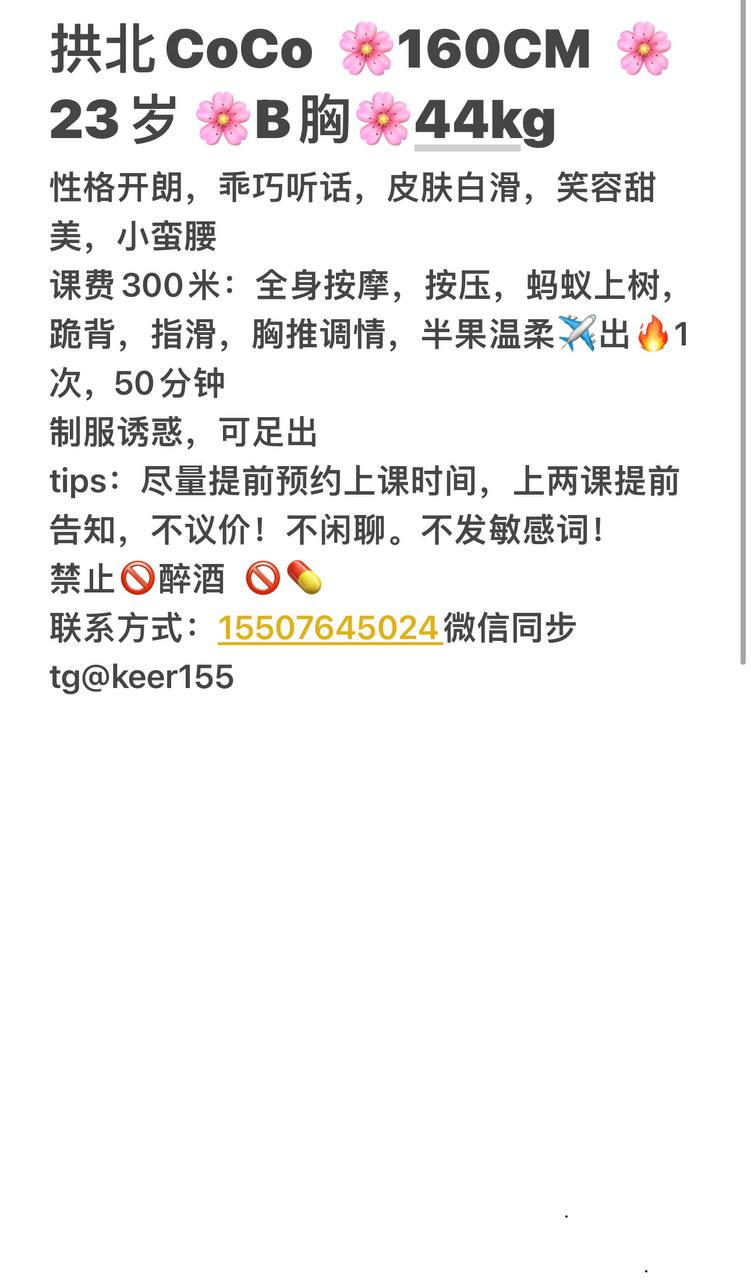 拱北CoCo 🌸160CM 🌸
23岁 🌸B胸🌸44kg
性格开朗，乖巧听话，皮肤白滑，笑容甜
美，小蛮腰
课费300米：全身按摩，按压，蚂蚁上树，
跪背，指滑，胸推调情，半果温柔✈️出🔥1
次，50分钟
制服诱惑，可足出
tips：尽量提前预约上课时间，上两课提前
告知，不议价！不闲聊。不发敏感词！
禁止🚫醉酒 🚫💊
联系方式：15507645024微信同步
tg@keer155